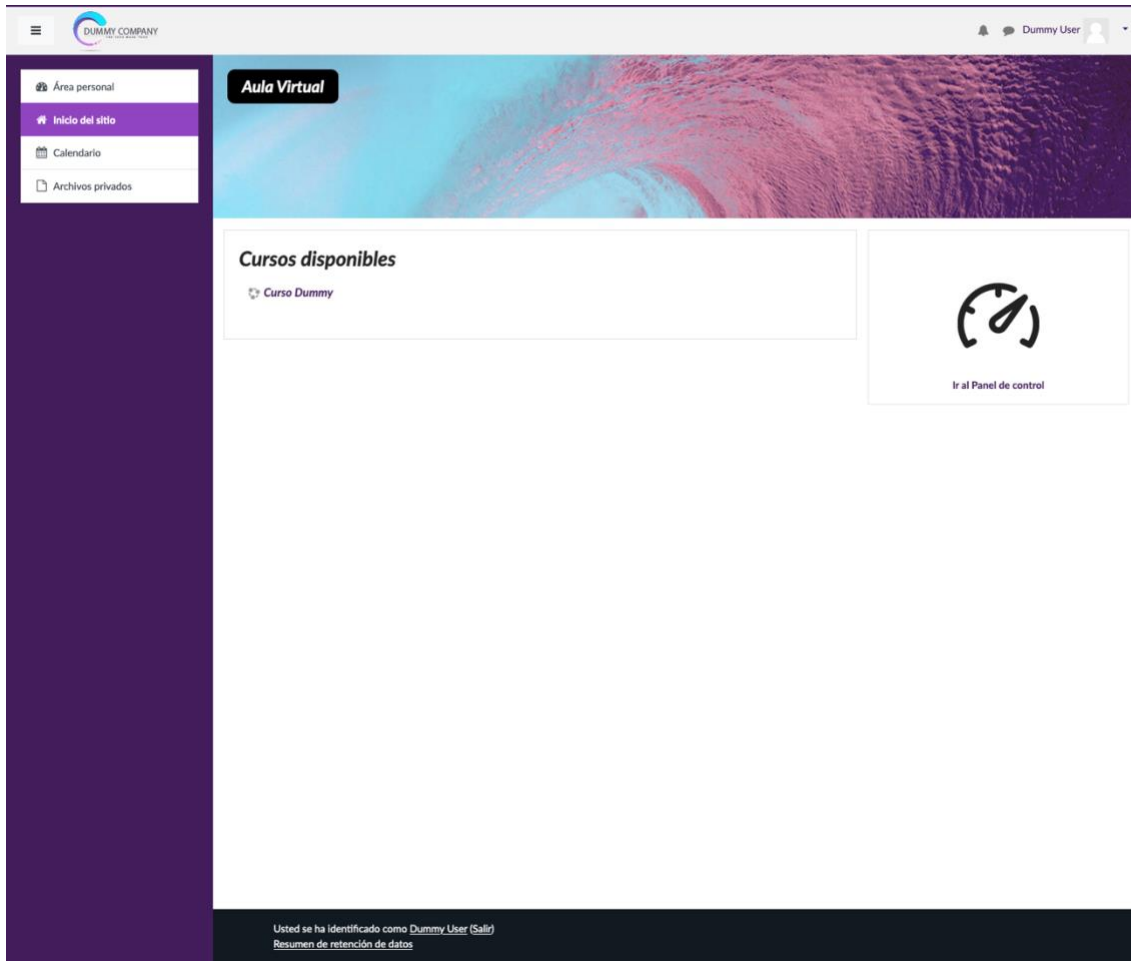 DUMMY COMPANY
Dummy User
Área personal
Inicio del sitio
Calendario
Archivos privados
Aula Virtual
Cursos disponibles
Curso Dummy
Ir al Panel de control
Usted se ha identificado como Dummy User (Salir)
Resumen de retención de datos